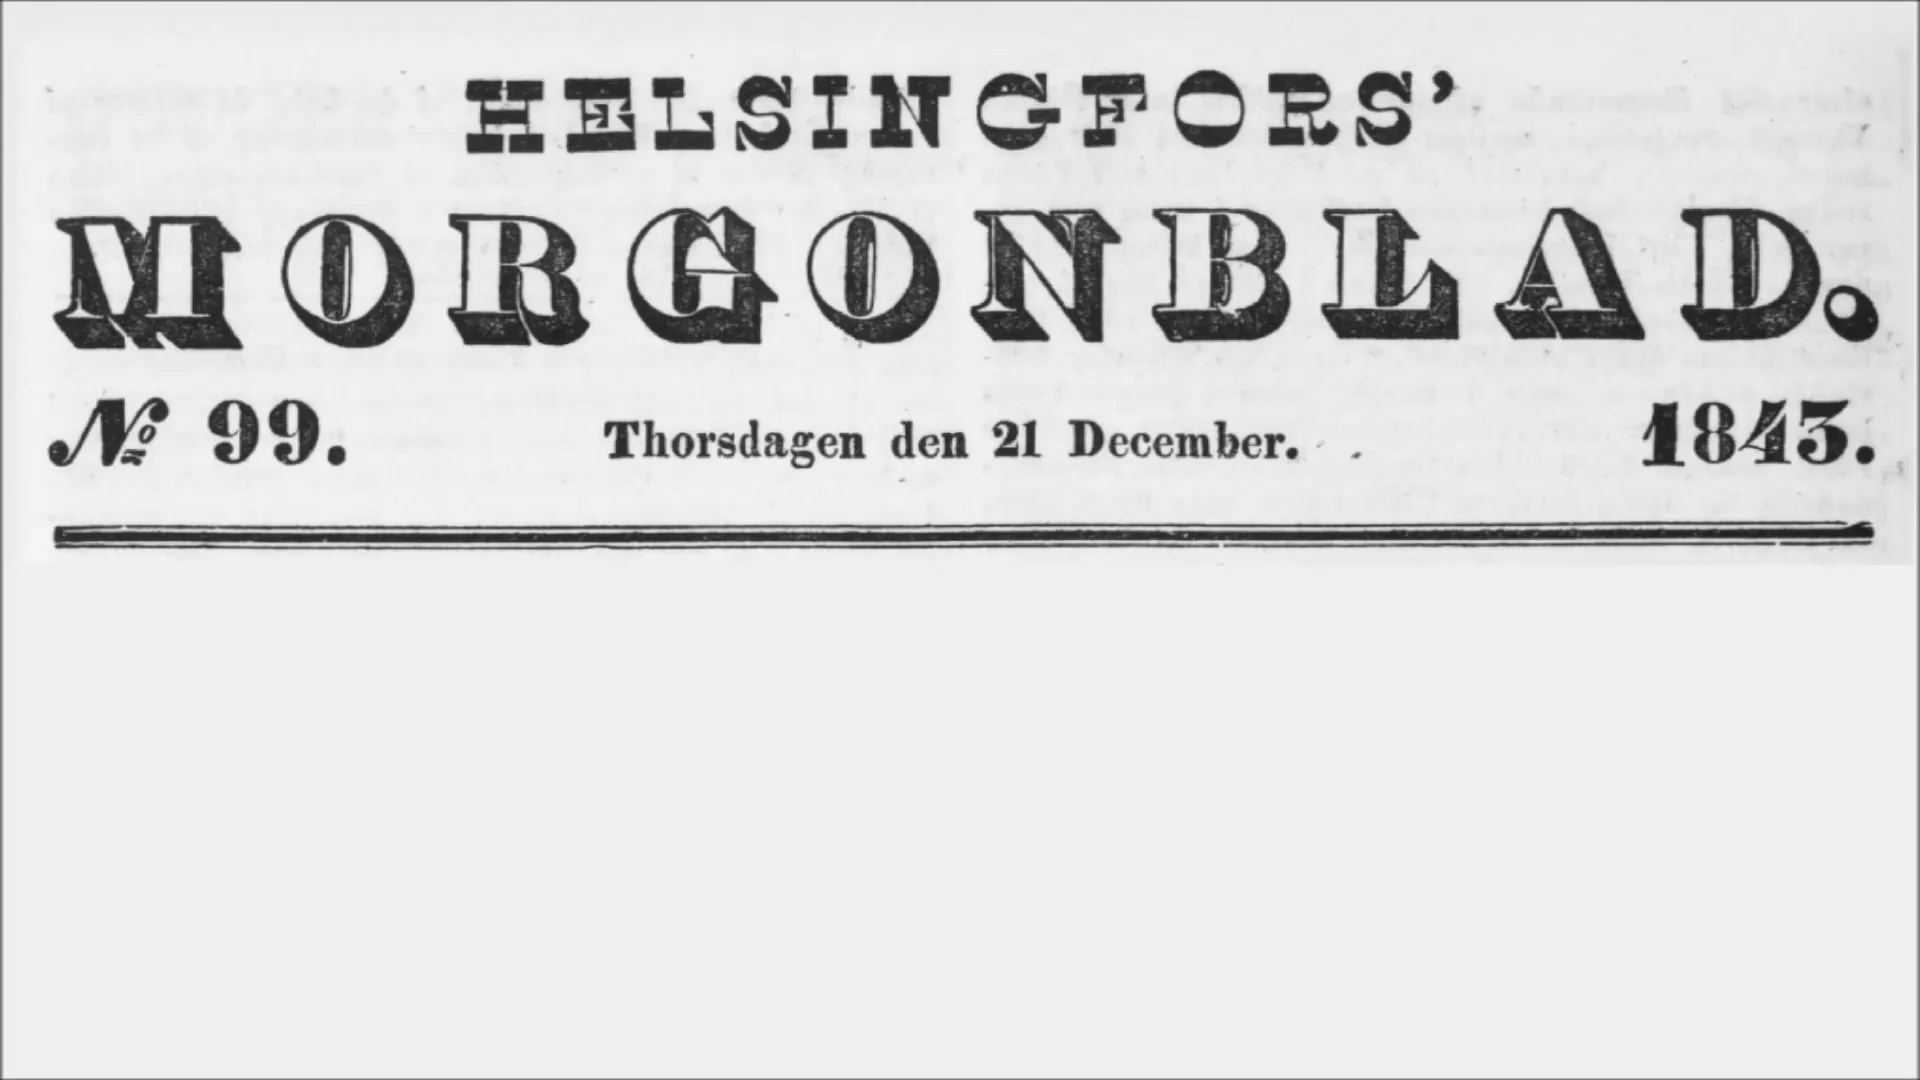 HELSINGFORS’
MORGONBLAD.
№ 99. Thorsdagen den 21 December. 1843.